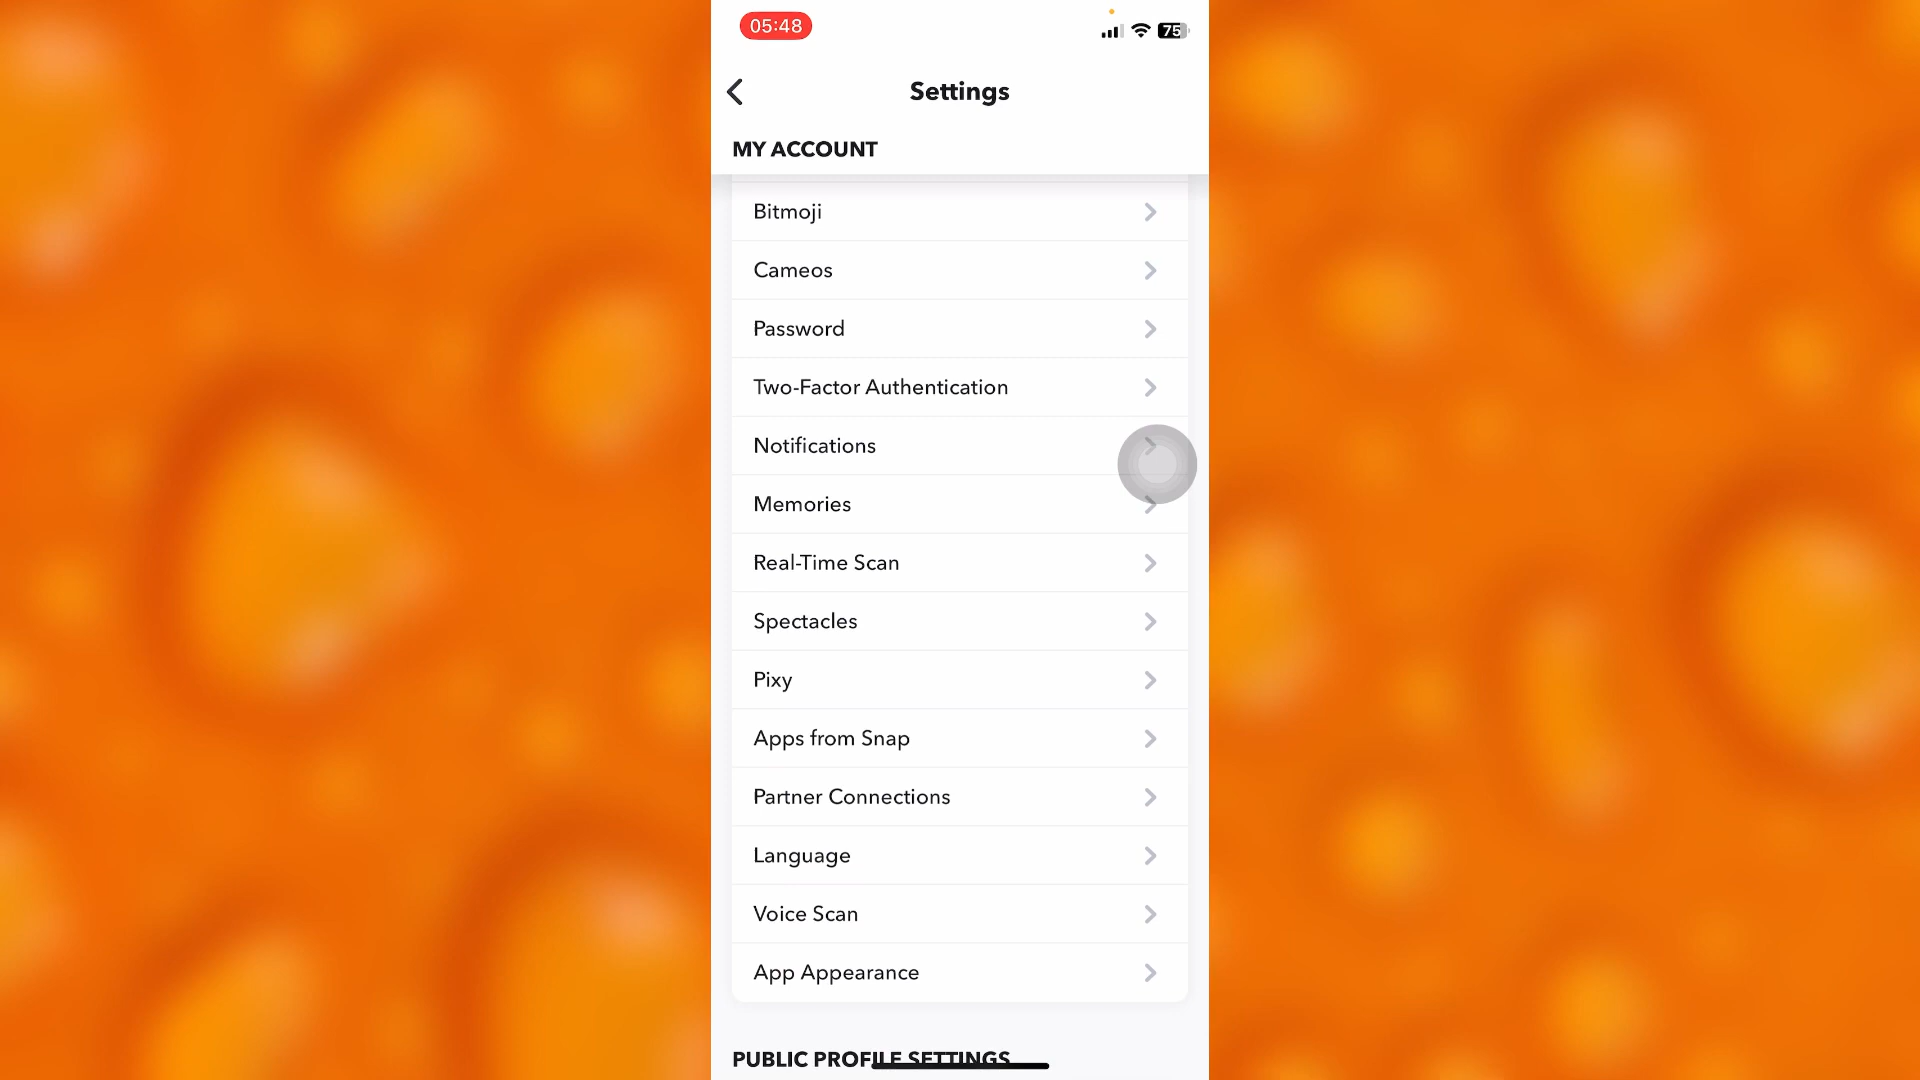 05:48
75
Settings
MY ACCOUNT
Bitmoji
Cameos
Password
Two-Factor Authentication
Notifications
Memories
Real-Time Scan
Spectacles
Pixy
Apps from Snap
Partner Connections
Language
Voice Scan
App Appearance
PUBLIC PROFILE SETTINGS